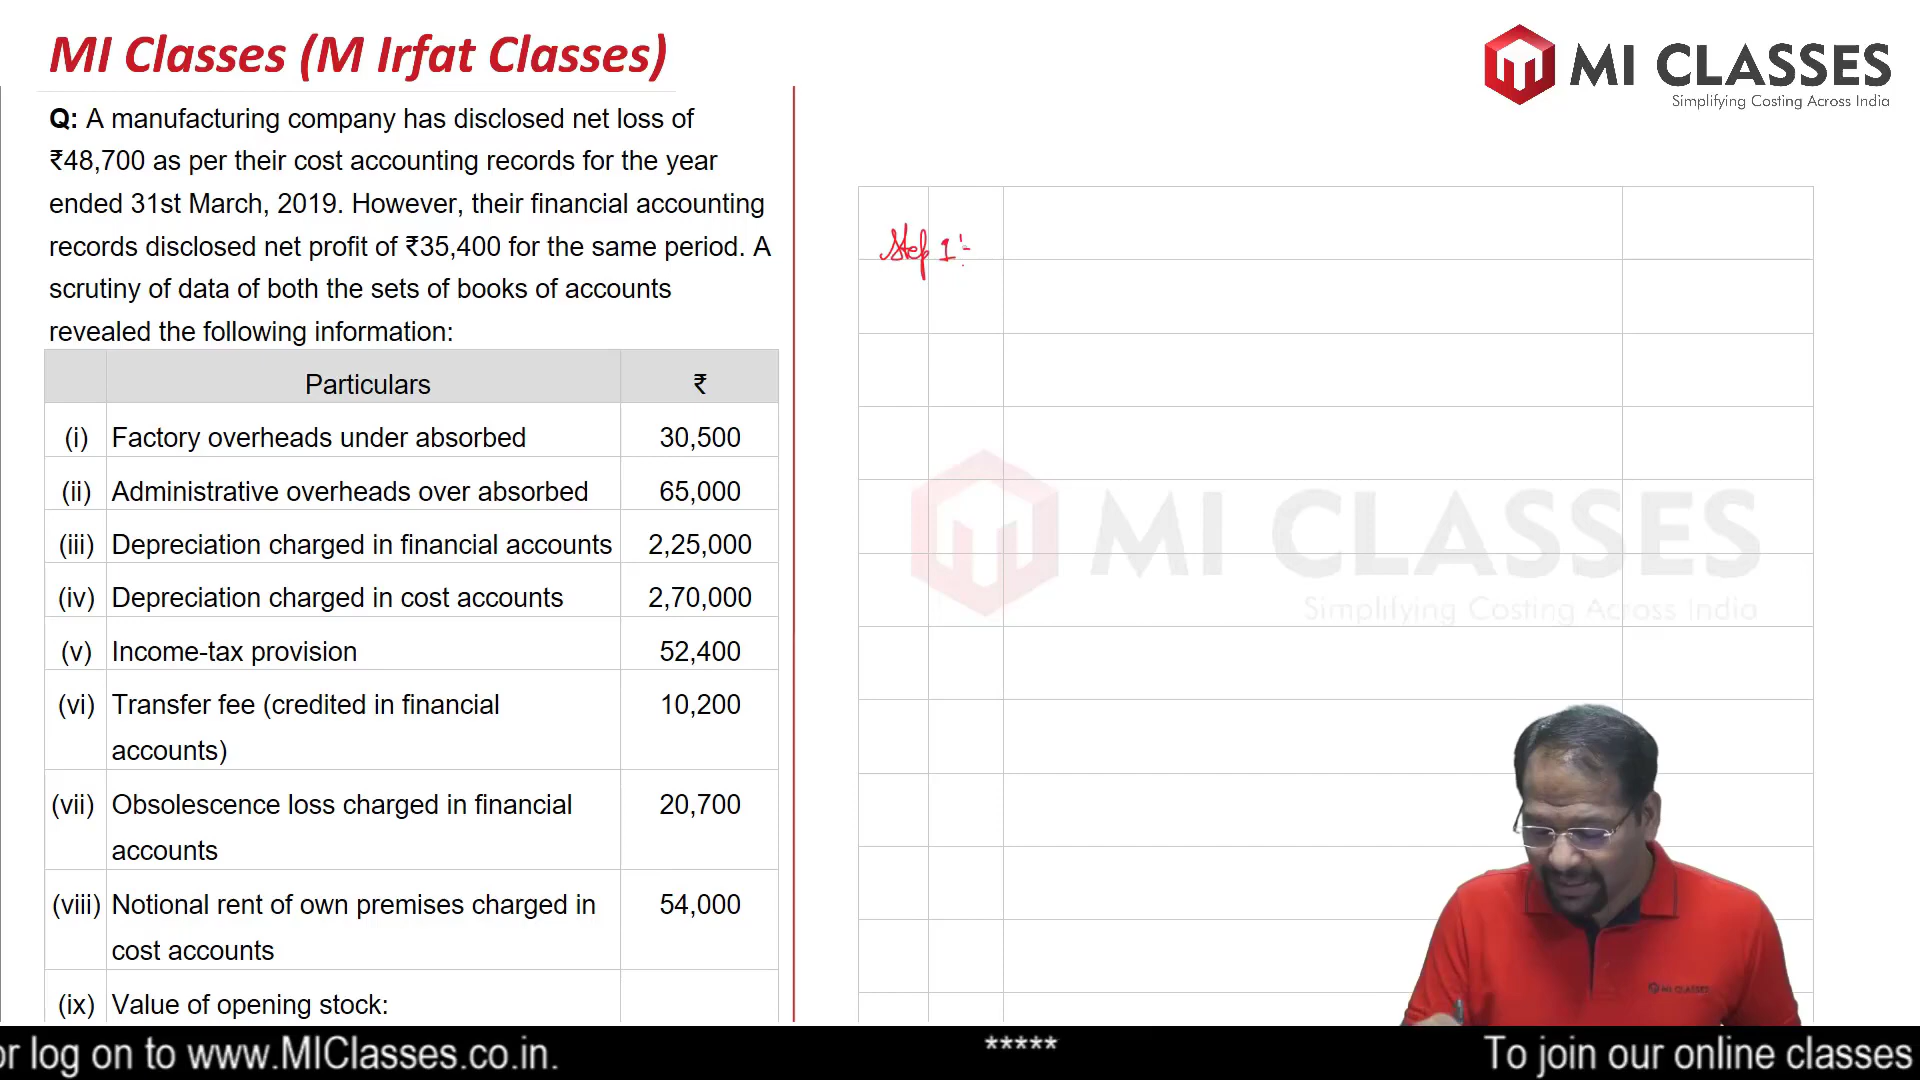 MI Classes (M Irfat Classes)
MI CLASSES
Simplifying Costing Across India
Q: A manufacturing company has disclosed net loss of
₹48,700 as per their cost accounting records for the year
ended 31st March, 2019. However, their financial accounting
records disclosed net profit of ₹35,400 for the same period. A
scrutiny of data of both the sets of books of accounts
revealed the following information:
Particulars ₹
(i) Factory overheads under absorbed 30,500
(ii) Administrative overheads over absorbed 65,000
(iii) Depreciation charged in financial accounts 2,25,000
(iv) Depreciation charged in cost accounts 2,70,000
(v) Income-tax provision 52,400
(vi) Transfer fee (credited in financial 10,200
accounts)
(vii) Obsolescence loss charged in financial 20,700
accounts
(viii) Notional rent of own premises charged in 54,000
cost accounts
(ix) Value of opening stock:
Step 1:-
MI CLASSES
Simplifying Costing Across India
MI CLASSES
or log on to www.MIClasses.co.in. ***** To join our online classes